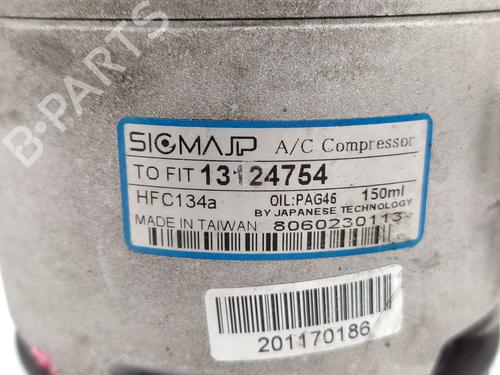 B-PARTS
SIGMAJP A/C Compressor
TO FIT 13124754
HFC134a OIL:PAG46 150ml
BY JAPANESE TECHNOLOGY
MADE IN TAIWAN 8060230113
201170186